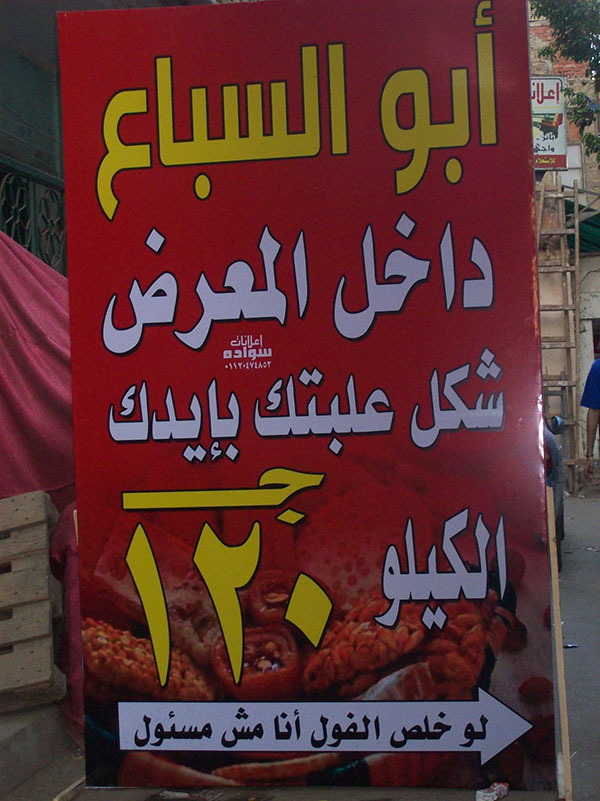 أبو السباع
داخل المعرض
اعلانات
سواده
شكل علبتك بإيدك
الكيلو ١٢٠ جـ
لو خلص الفول أنا مش مسئول